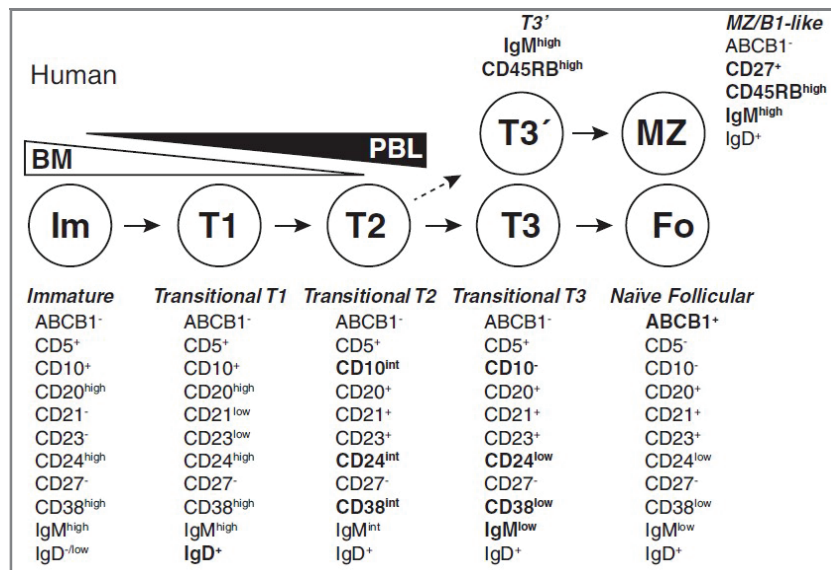 Human
T3’
IgMhigh
CD45RBhigh
MZ/B1-like
ABCB1-
CD27+
CD45RBhigh
IgMhigh
IgD+
BM
PBL
T3´
MZ
Im
T1
T2
T3
Fo
Immature
ABCB1-
CD5+
CD10+
CD20high
CD21-
CD23-
CD24high
CD27-
CD38high
IgMhigh
IgD-/low
Transitional T1
ABCB1-
CD5+
CD10+
CD20high
CD21low
CD23low
CD24high
CD27-
CD38high
IgMhigh
IgD+
Transitional T2
ABCB1-
CD5+
CD10int
CD20+
CD21+
CD23+
CD24int
CD27-
CD38int
IgMint
IgD+
Transitional T3
ABCB1-
CD5+
CD10-
CD20+
CD21+
CD23+
CD24low
CD27-
CD38low
IgMlow
IgD+
Naïve Follicular
ABCB1+
CD5-
CD10-
CD20+
CD21+
CD23+
CD24low
CD27-
CD38low
IgMlow
IgD+